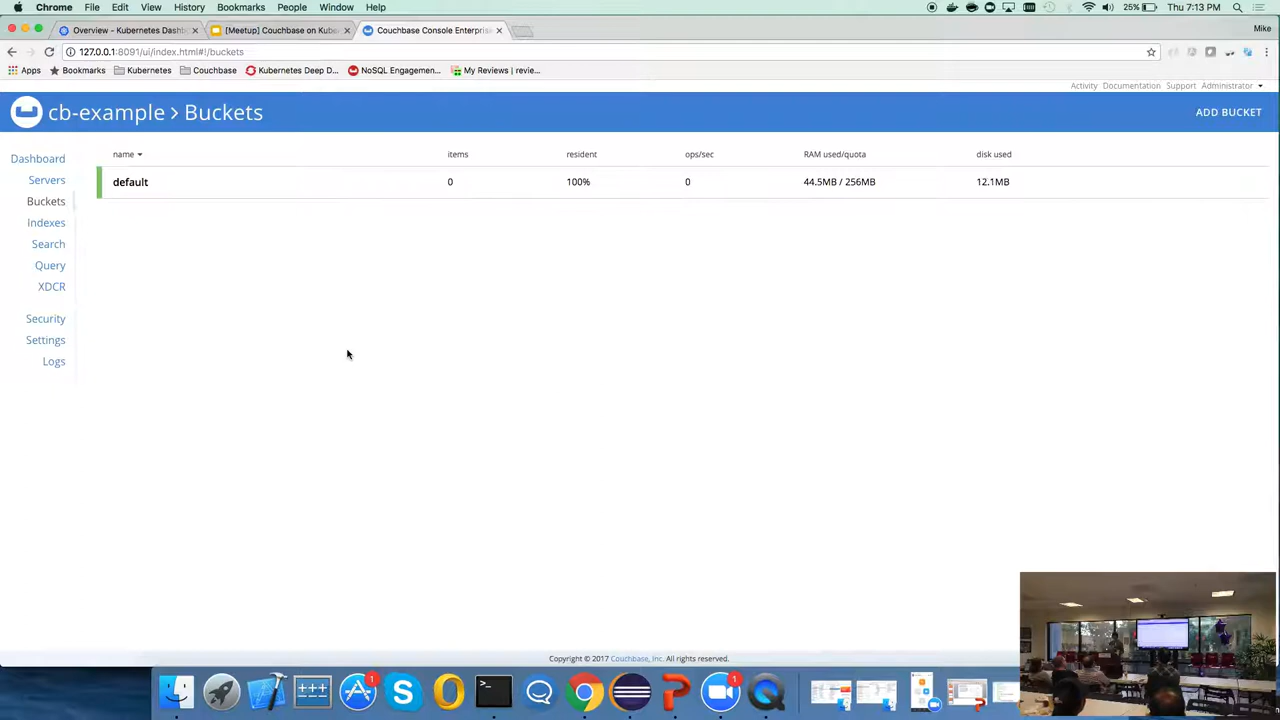 Chrome File Edit View History Bookmarks People Window Help 25% Thu 7:13 PM
Overview - Kubernetes Dashb [Meetup] Couchbase on Kube Couchbase Console Enterpris Mike
127.0.0.1:8091/ui/index.html#!/buckets
Apps Bookmarks Kubernetes Couchbase Kubernetes Deep D... NoSQL Engagemen... My Reviews | revie...
Activity Documentation Support Administrator
cb-example > Buckets ADD BUCKET
name items resident ops/sec RAM used/quota disk used
default 0 100% 0 44.5MB / 256MB 12.1MB
Dashboard
Servers
Buckets
Indexes
Search
Query
XDCR
Security
Settings
Logs
Copyright © 2017 Couchbase, Inc. All rights reserved.
1
1